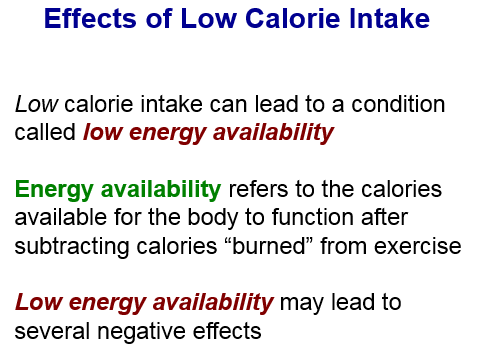 Effects of Low Calorie Intake
Low calorie intake can lead to a condition
called low energy availability
Energy availability refers to the calories
available for the body to function after
subtracting calories “burned” from exercise
Low energy availability may lead to
several negative effects